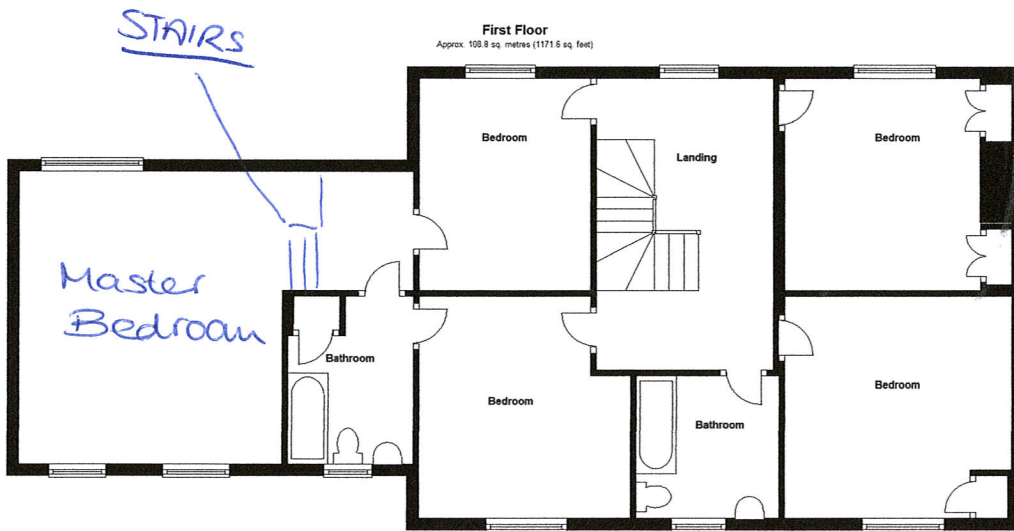 STAIRS
First Floor
Approx. 108.8 sq. metres (1171.6 sq. feet)
Bedroom
Landing
Bedroom
Master
Bedroom
Bathroom
Bedroom
Bathroom
Bedroom